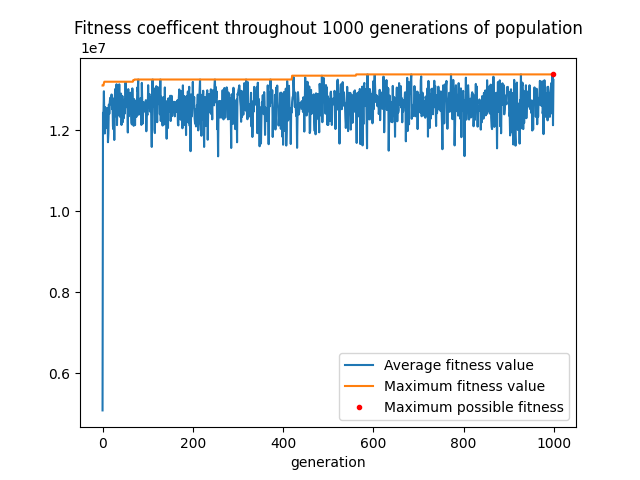 Fitness coefficent throughout 1000 generations of population
1e7
1.2
1.0
0.8
0.6
Average fitness value
Maximum fitness value
Maximum possible fitness
0 200 400 600 800 1000
generation